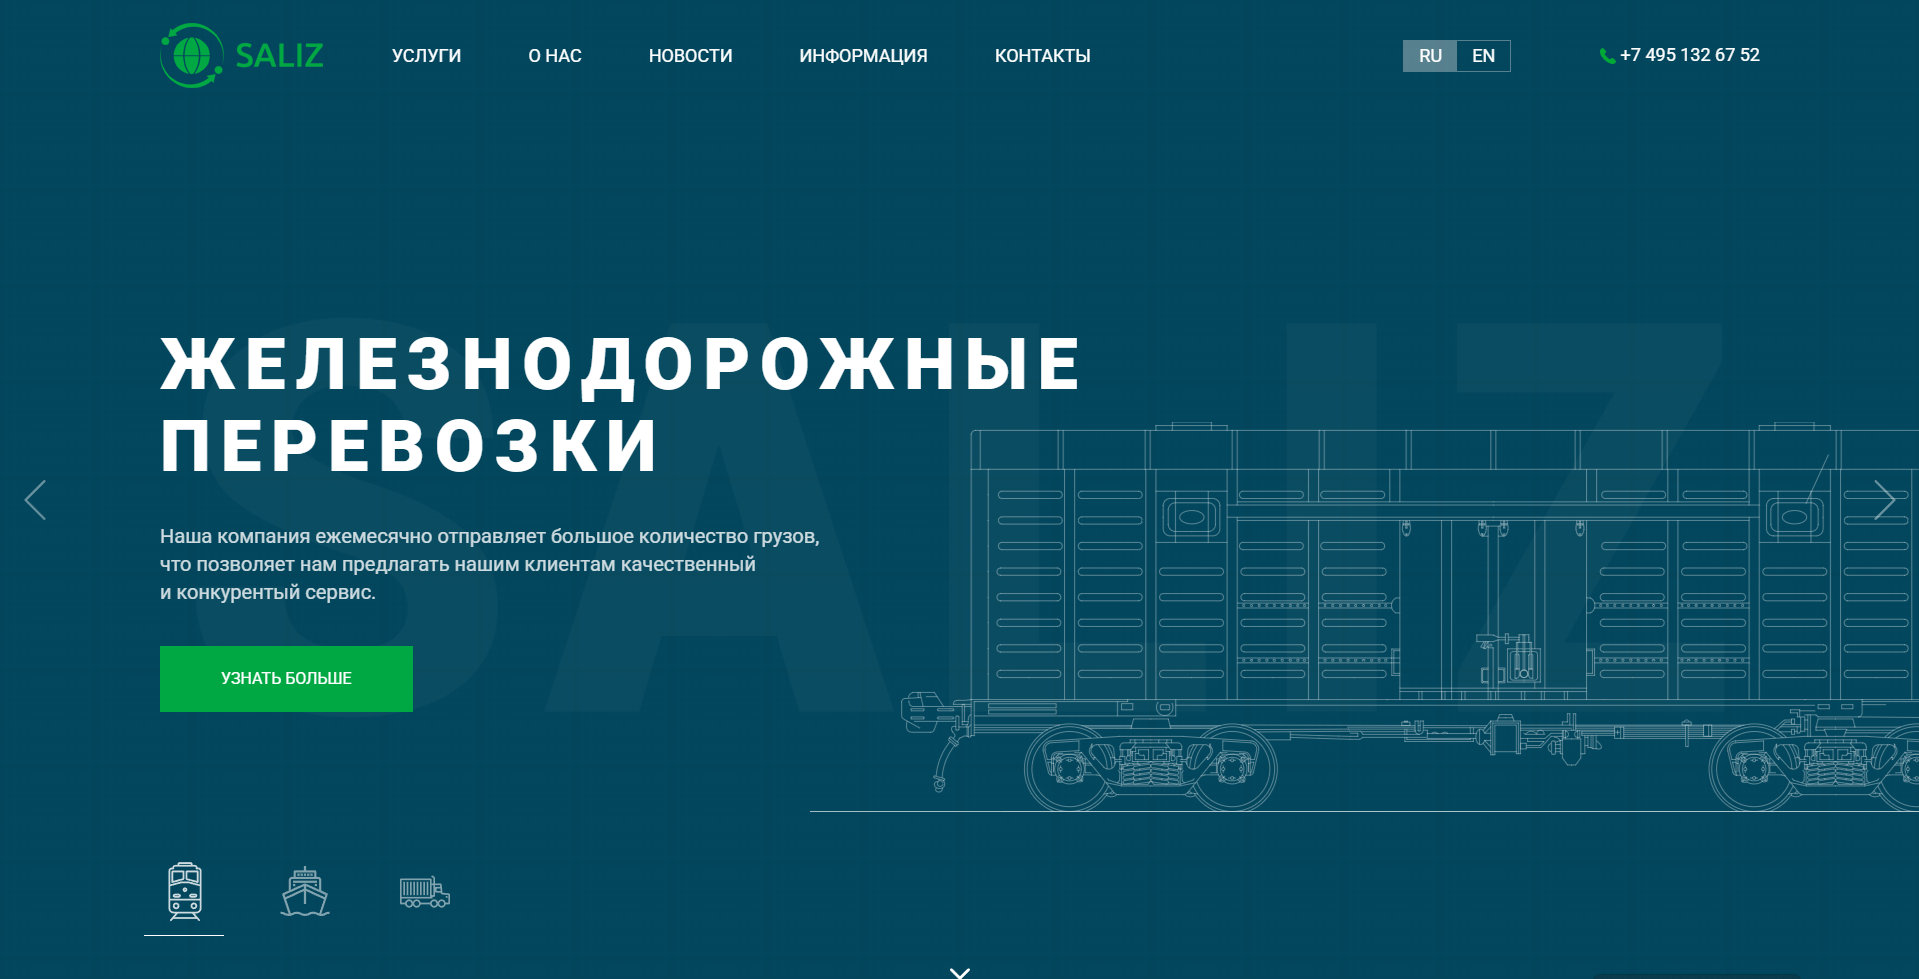 SALIZ
УСЛУГИ
О НАС
НОВОСТИ
ИНФОРМАЦИЯ
КОНТАКТЫ
RU
EN
+7 495 132 67 52
SALIZ
ЖЕЛЕЗНОДОРОЖНЫЕ
ПЕРЕВОЗКИ
Наша компания ежемесячно отправляет большое количество грузов,
что позволяет нам предлагать нашим клиентам качественный
и конкурентый сервис.
УЗНАТЬ БОЛЬШЕ